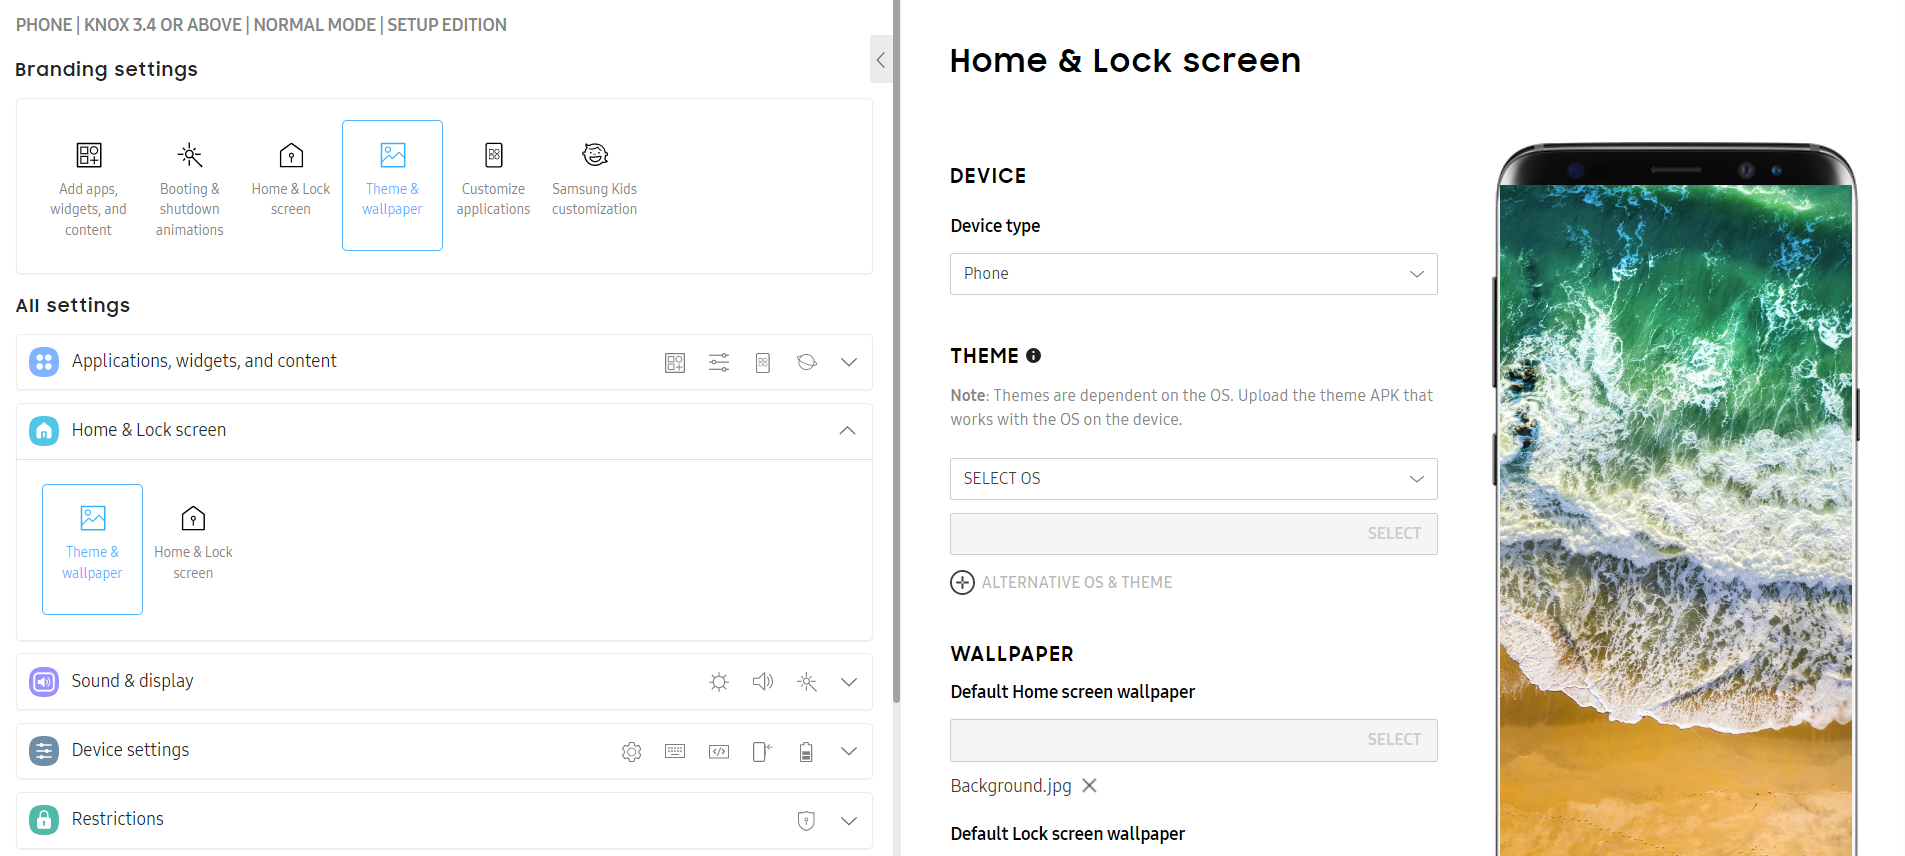 PHONE | KNOX 3.4 OR ABOVE | NORMAL MODE | SETUP EDITION
Branding settings
Add apps,
widgets, and
content
Booting &
shutdown
animations
Home & Lock
screen
Theme &
wallpaper
Customize
applications
Samsung Kids
customization
All settings
Applications, widgets, and content
Home & Lock screen
Theme &
wallpaper
Home & Lock
screen
Sound & display
Device settings
Restrictions
Home & Lock screen
DEVICE
Device type
Phone
THEME
Note: Themes are dependent on the OS. Upload the theme APK that
works with the OS on the device.
SELECT OS
SELECT
ALTERNATIVE OS & THEME
WALLPAPER
Default Home screen wallpaper
SELECT
Background.jpg
Default Lock screen wallpaper